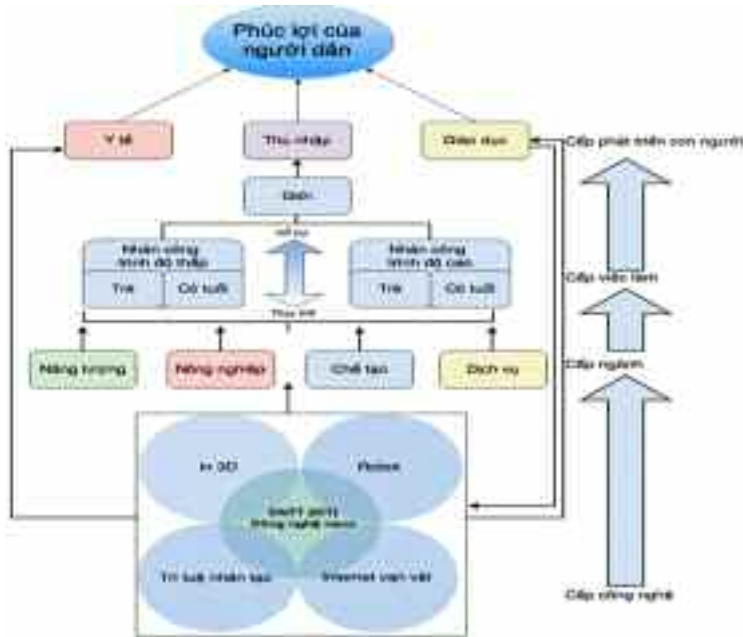 Phúc lợi của
người dân
Y tế
Thu nhập
Giáo dục
Cấp phát triển con người
Giới
Nhân công
trình độ thấp
Nhân công
trình độ cao
Trẻ
Có tuổi
Trẻ
Có tuổi
Cấp việc làm
Năng lượng
Nông nghiệp
Chế tạo
Dịch vụ
Cấp ngành
In 3D
Robot
Công nghệ nano
Trí tuệ nhân tạo
Internet vạn vật
Cấp công nghệ